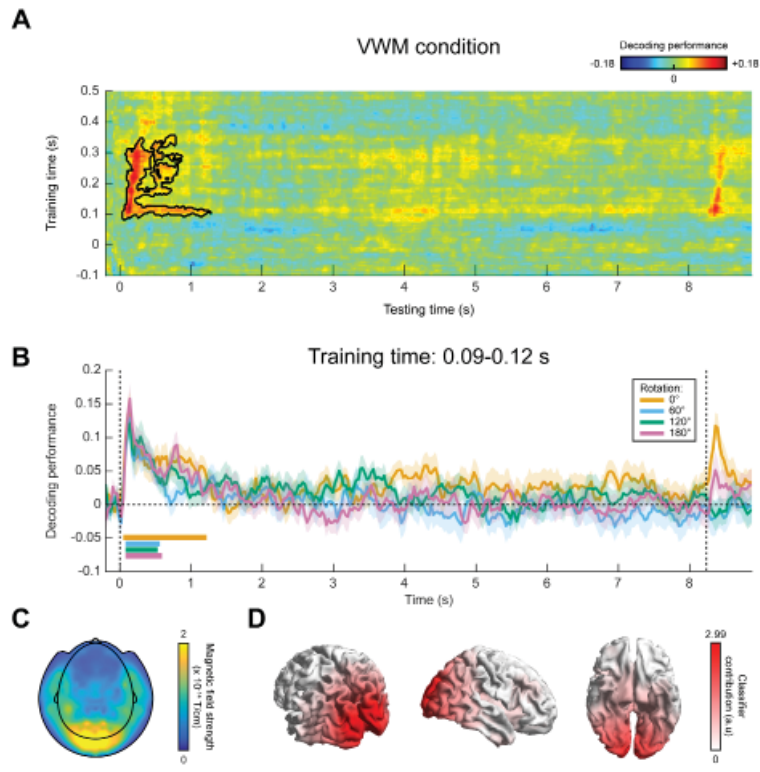 A
VWM condition
Decoding performance
-0.18
+0.18
0
Training time (s)
0.5
0.4
0.3
0.2
0.1
0
-0.1
0 1 2 3 4 5 6 7 8
Testing time (s)
B
Training time: 0.09-0.12 s
Decoding performance
0.2
0.15
0.1
0.05
0
-0.05
-0.1
Rotation:
0°
60°
120°
180°
0 1 2 3 4 5 6 7 8
Time (s)
C
2
0
Magnetic field strength
D
2.99
0
Classifier
contribution (a.u)